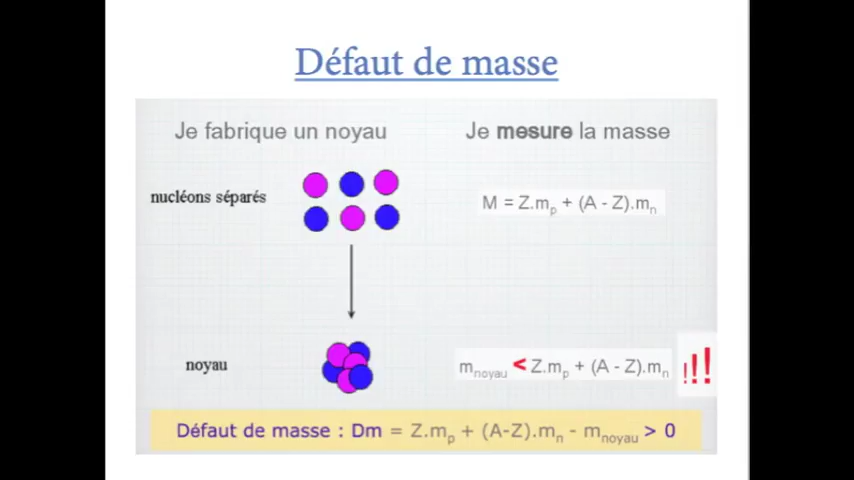 Défaut de masse
Je fabrique un noyau
Je mesure la masse
nucléons séparés
M = Z.mp + (A - Z).mn
noyau
mnoyau < Z.mp + (A - Z).mn !!!
Défaut de masse : Dm = Z.mp + (A-Z).mn - mnoyau > 0